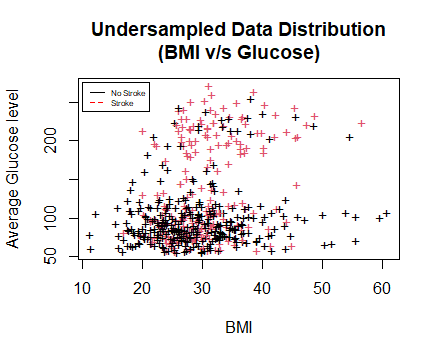 Undersampled Data Distribution
(BMI v/s Glucose)
No Stroke
Stroke
Average Glucose level
200
100
50
10 20 30 40 50 60
BMI